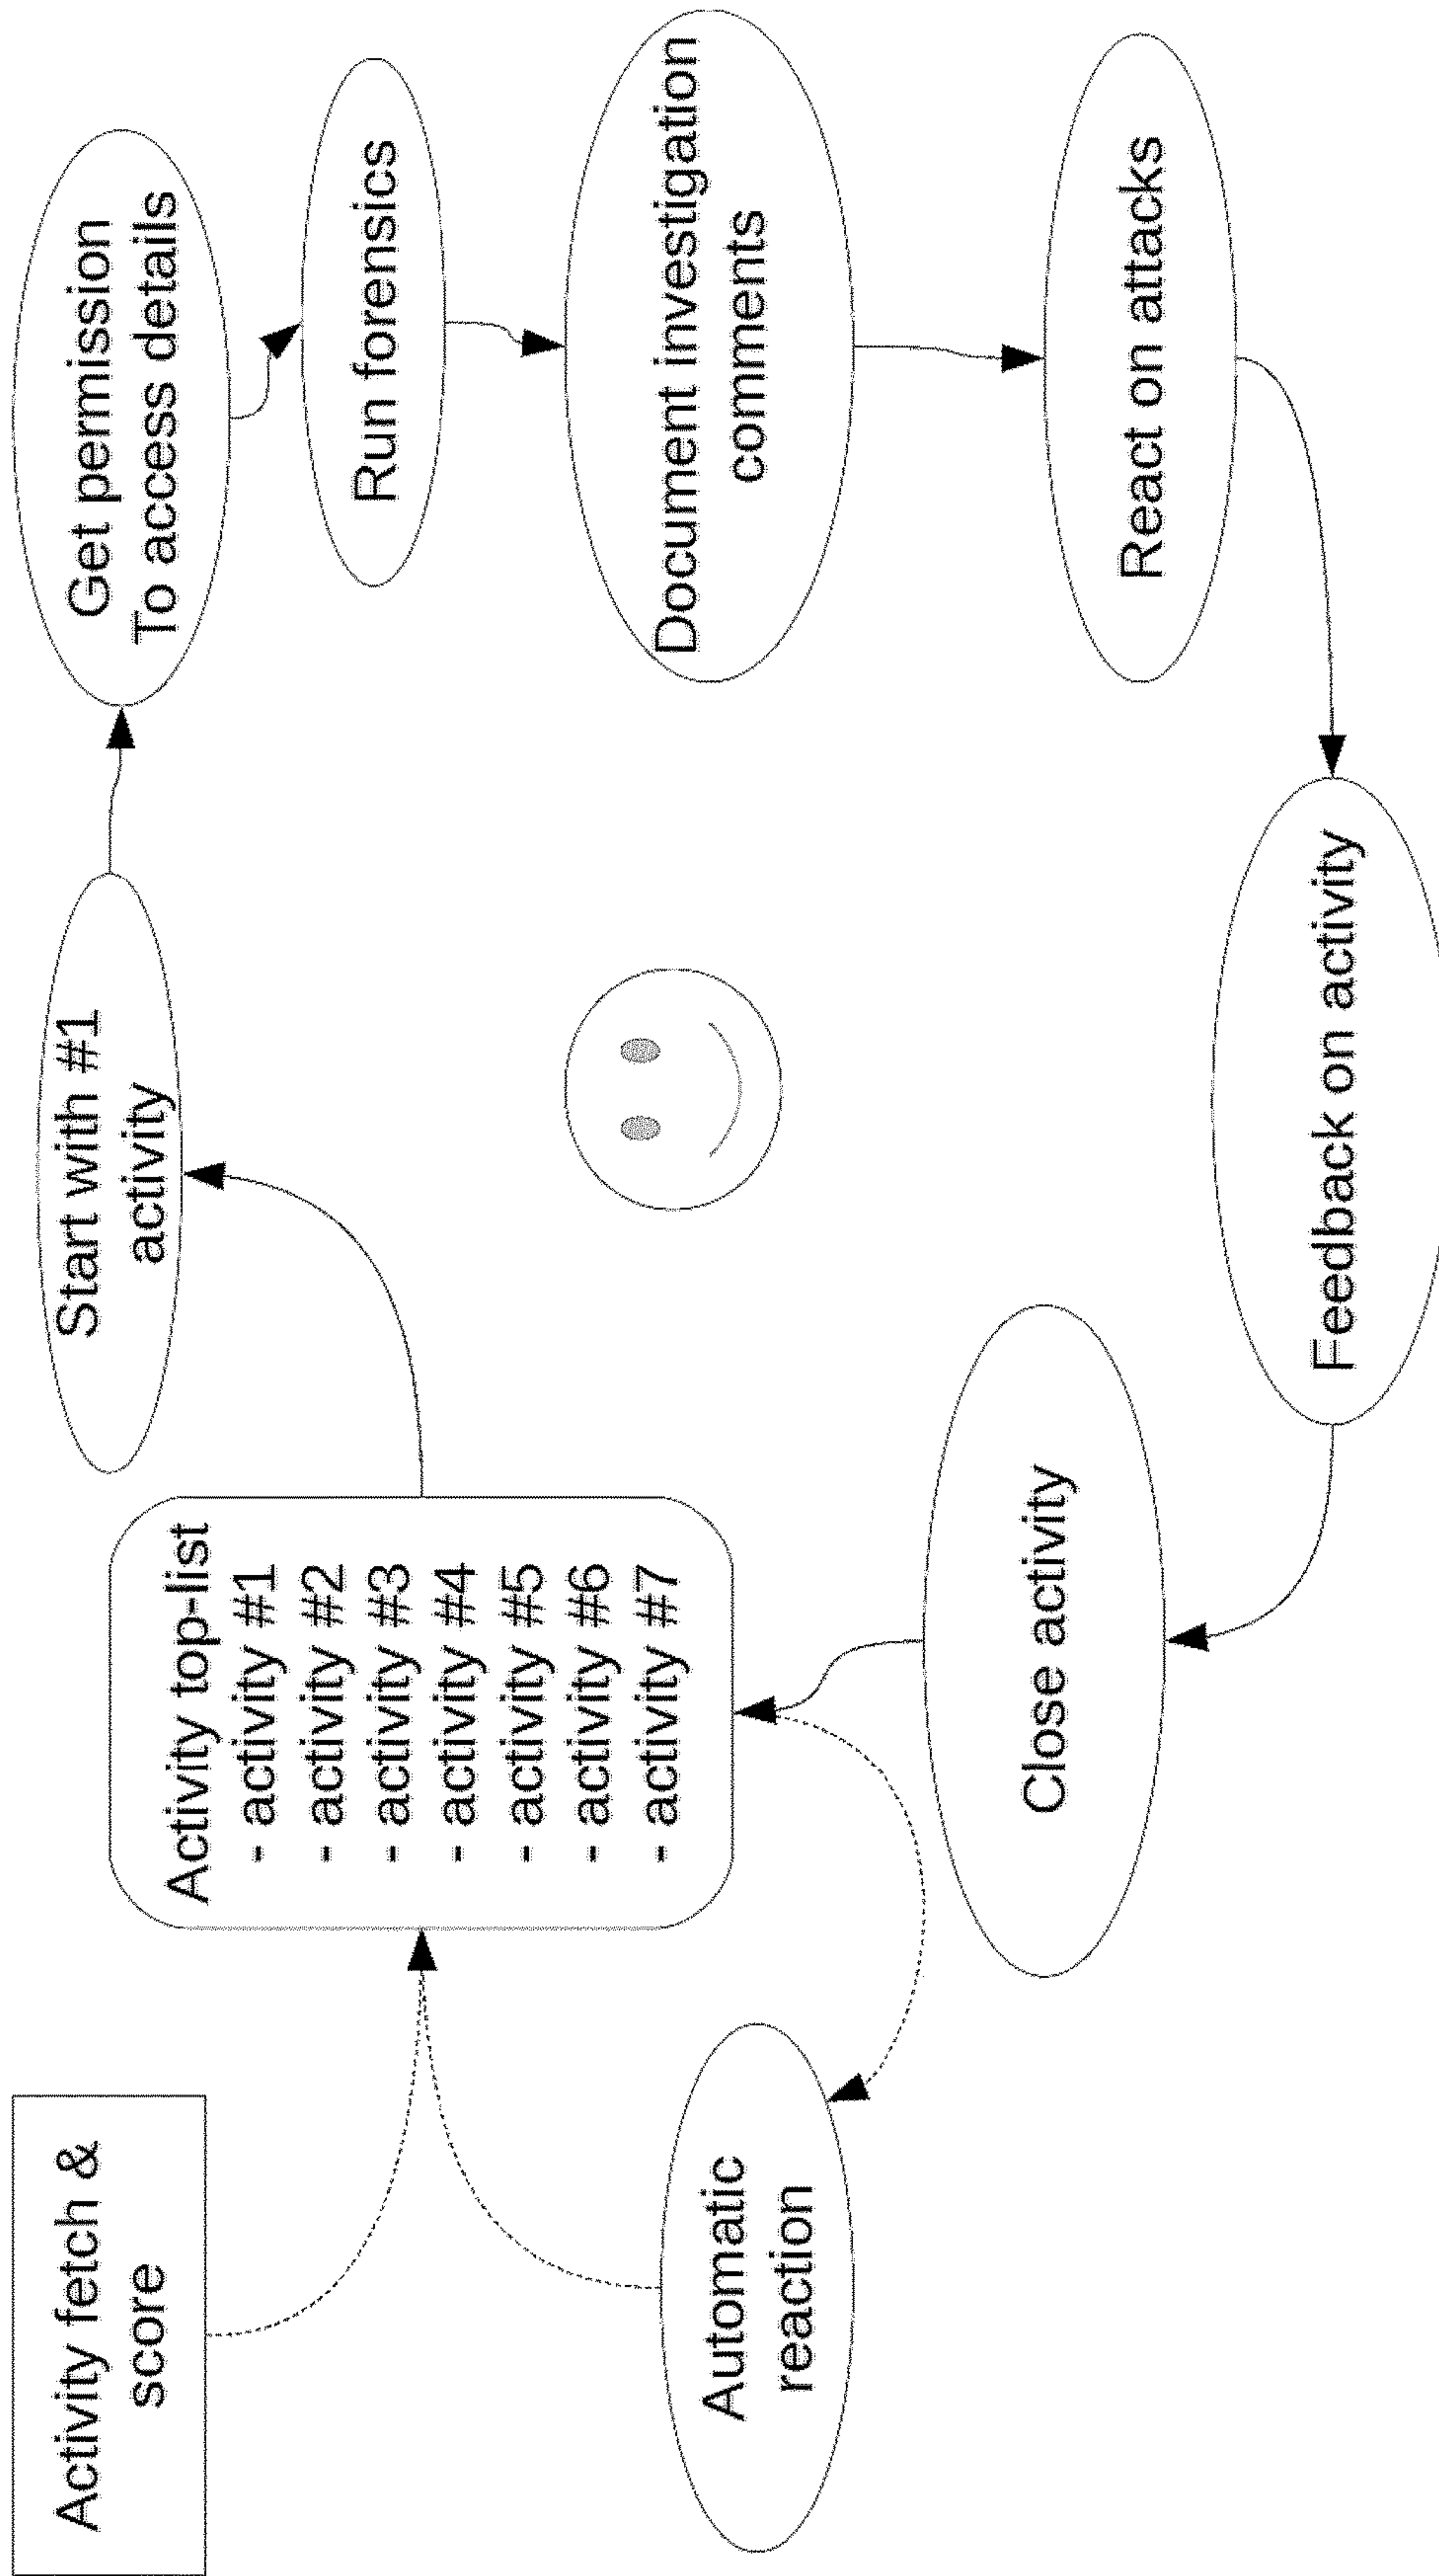 Activity fetch &
score
Activity top-list
- activity #1
- activity #2
- activity #3
- activity #4
- activity #5
- activity #6
- activity #7
Start with #1
activity
Get permission
To access details
Run forensics
Document investigation
comments
React on attacks
Feedback on activity
Close activity
Automatic
reaction